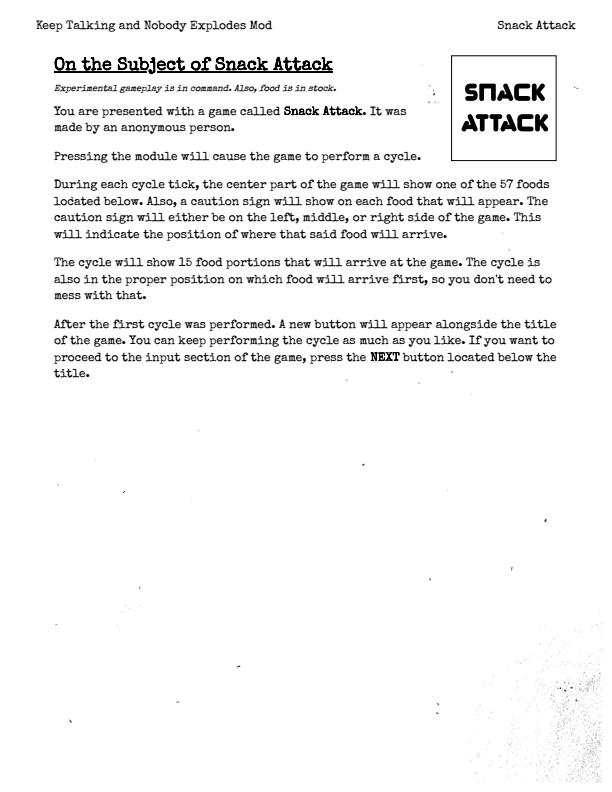 Keep Talking and Nobody Explodes Mod
Snack Attack
On the Subject of Snack Attack
Experimental gameplay is in command. Also, food is in stock.
SNACK
ATTACK
You are presented with a game called Snack Attack. It was
made by an anonymous person.
Pressing the module will cause the game to perform a cycle.
During each cycle tick, the center part of the game will show one of the 57 foods
located below. Also, a caution sign will show on each food that will appear. The
caution sign will either be on the left, middle, or right side of the game. This
will indicate the position of where that said food will arrive.
The cycle will show 15 food portions that will arrive at the game. The cycle is
also in the proper position on which food will arrive first, so you don't need to
mess with that.
After the first cycle was performed. A new button will appear alongside the title
of the game. You can keep performing the cycle as much as you like. If you want to
proceed to the input section of the game, press the NEXT button located below the
title.